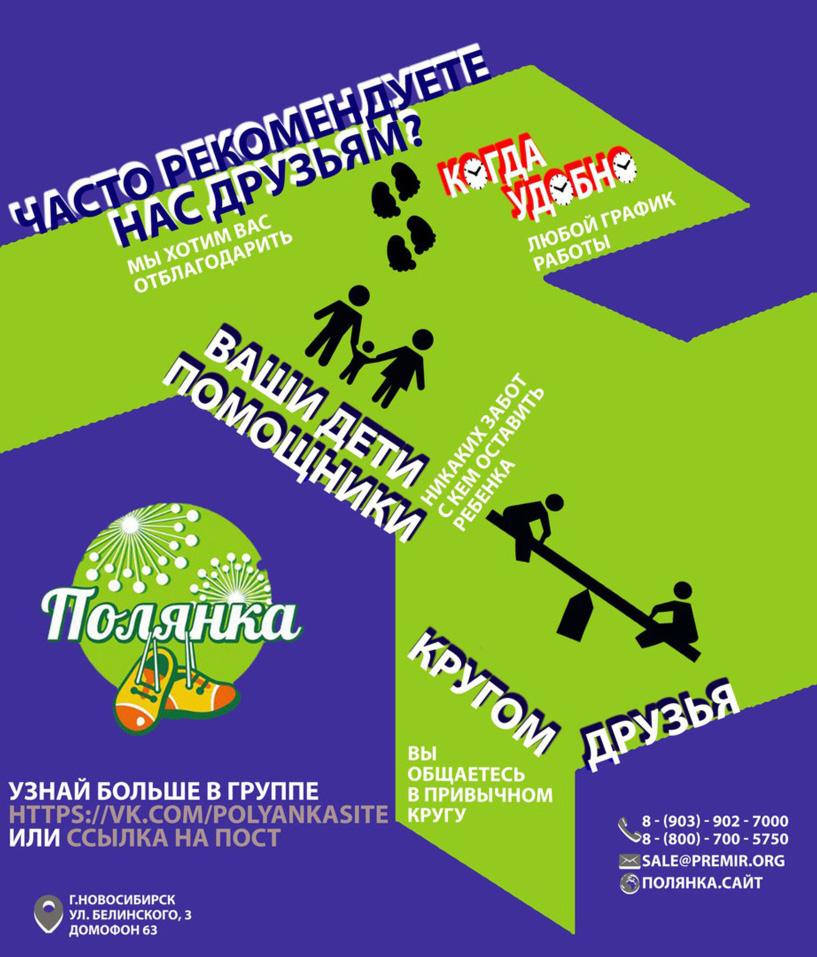 ЧАСТО РЕКОМЕНДУЕТЕ
НАС ДРУЗЬЯМ?
МЫ ХОТИМ ВАС
ОТБЛАГОДАРИТЬ
КОГДА
УДОБНО
ЛЮБОЙ ГРАФИК
РАБОТЫ
ВАШИ ДЕТИ
ПОМОЩНИКИ
НИКАКИХ ЗАБОТ
С КЕМ ОСТАВИТЬ
РЕБЕНКА
Полянка
КРУГОМ
ДРУЗЬЯ
ВЫ
ОБЩАЕТЕСЬ
В ПРИВЫЧНОМ
КРУГУ
УЗНАЙ БОЛЬШЕ В ГРУППЕ
HTTPS://VK.COM/POLYANKASITE
ИЛИ ССЫЛКА НА ПОСТ
Г.НОВОСИБИРСК
УЛ. БЕЛИНСКОГО, 3
ДОМОФОН 63
8 - (903) - 902 - 7000
8 - (800) - 700 - 5750
SALE@PREMIR.ORG
ПОЛЯНКА.САЙТ